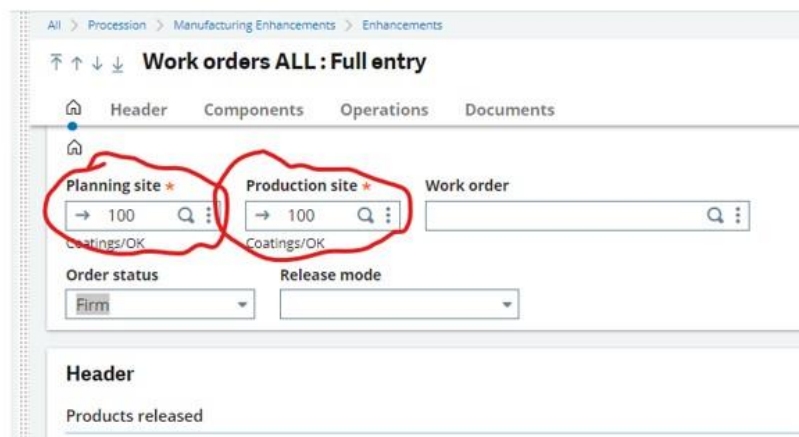 All > Procession > Manufacturing Enhancements > Enhancements
Work orders ALL : Full entry
Header Components Operations Documents
Planning site * Production site * Work order
100 100
Coatings/OK Coatings/OK
Order status Release mode
Firm
Header
Products released